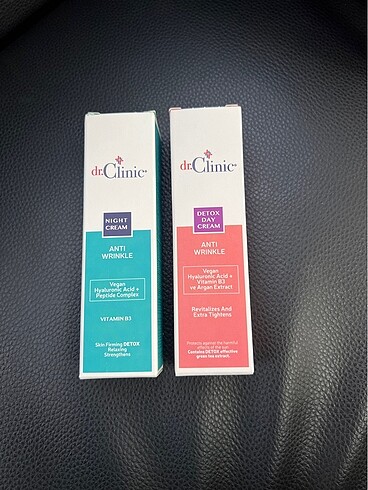 dr.Clinic
NIGHT
CREAM
ANTI
WRINKLE
Vegan
Hyaluronic Acid +
Peptide Complex
VITAMIN B3
Skin Firming DETOX
Relaxing
Strengthens
dr.Clinic
DETOX
DAY
CREAM
ANTI
WRINKLE
Vegan
Hyaluronic Acid +
Vitamin B3
ve Argan Extract
Revitalizes And
Extra Tightens
Protects against the harmful
effects of the sun
Contains DETOX effective
green tea extract.